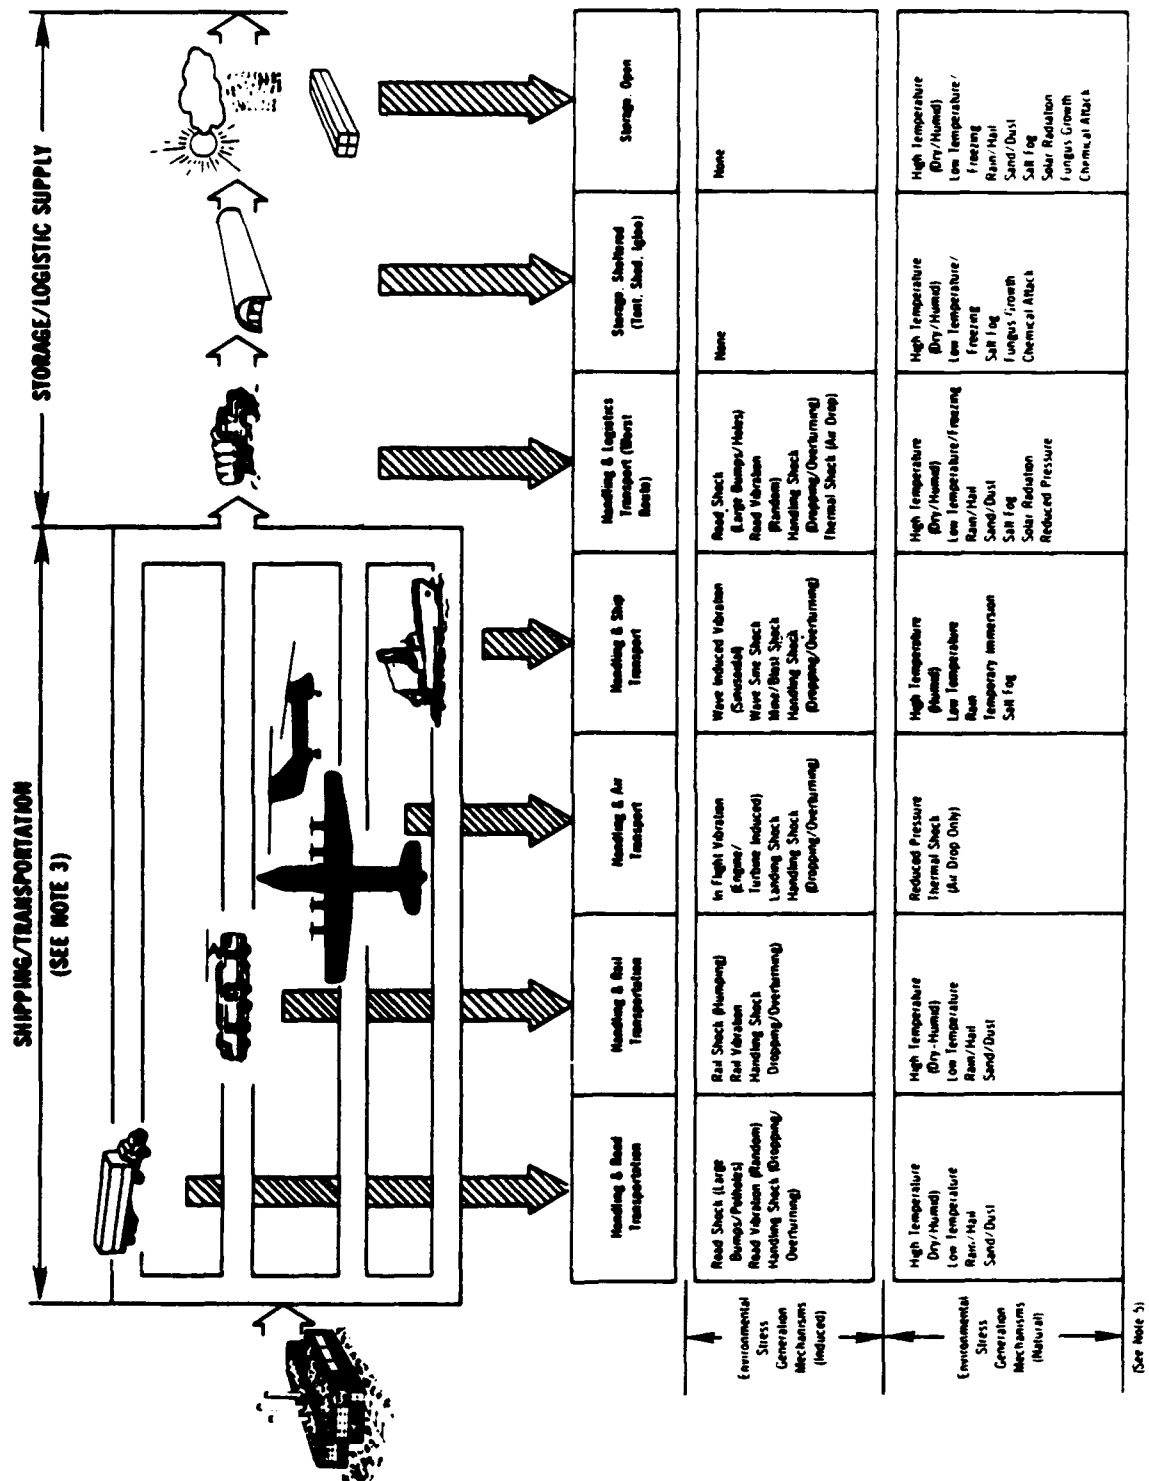 SHIPPING/TRANSPORTATION
(SEE NOTE 3)
STORAGE/LOGISTIC SUPPLY
Handling & Road
Transportation
Handling & Rail
Transportation
Handling & Air
Transport
Handling & Ship
Transport
Handling & Logistics
Transport (Worst
Route)
Storage, Sheltered
(Tent, Shed, Igloo)
Storage, Open
Environmental
Stress
Generation
Mechanisms
(Induced)
Road Shock (Large
Bumps/Potholes)
Road Vibration (Random)
Handling Shock (Dropping/
Overturning)
Rail Shock (Humping)
Rail Vibration
Handling Shock
Dropping/Overturning)
In Flight Vibration
(Engine/
Turbine Induced)
Landing Shock
Handling Shock
(Dropping/Overturning)
Wave Induced Vibration
(Sinusoidal)
Wave Sine Shock
Mine/Blast Shock
Handling Shock
(Dropping/Overturning)
Road Shock
(Large Bumps/Holes)
Road Vibration
(Random)
Handling Shock
(Dropping/Overturning)
Thermal Shock (Air Drop)
None
None
Environmental
Stress
Generation
Mechanisms
(Natural)
High Temperature
Dry/Humid)
Low Temperature
Rain/Hail
Sand/Dust
High Temperature
(Dry-Humid)
Low Temperature
Rain/Hail
Sand/Dust
Reduced Pressure
Thermal Shock
(Air Drop Only)
High Temperature
(Humid)
Low Temperature
Rain
Temporary Immersion
Salt Fog
High Temperature
(Dry/Humid)
Low Temperature/Freezing
Rain/Hail
Sand/Dust
Salt Fog
Solar Radiation
Reduced Pressure
High Temperature
(Dry/Humid)
Low Temperature/
Freezing
Salt Fog
Fungus Growth
Chemical Attack
High Temperature
(Dry/Humid)
Low Temperature/
Freezing
Rain/Hail
Sand/Dust
Salt Fog
Solar Radiation
Fungus Growth
Chemical Attack
(See Note 5)